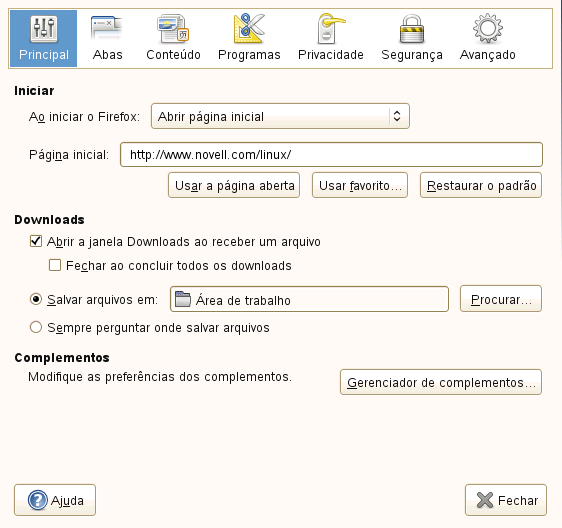 Principal Abas Conteúdo Programas Privacidade Segurança Avançado
Iniciar
Ao iniciar o Firefox: Abrir página inicial
Página inicial: http://www.novell.com/linux/
Usar a página aberta Usar favorito... Restaurar o padrão
Downloads
Abrir a janela Downloads ao receber um arquivo
Fechar ao concluir todos os downloads
Salvar arquivos em: Área de trabalho Procurar...
Sempre perguntar onde salvar arquivos
Complementos
Modifique as preferências dos complementos.
Gerenciador de complementos...
Ajuda Fechar